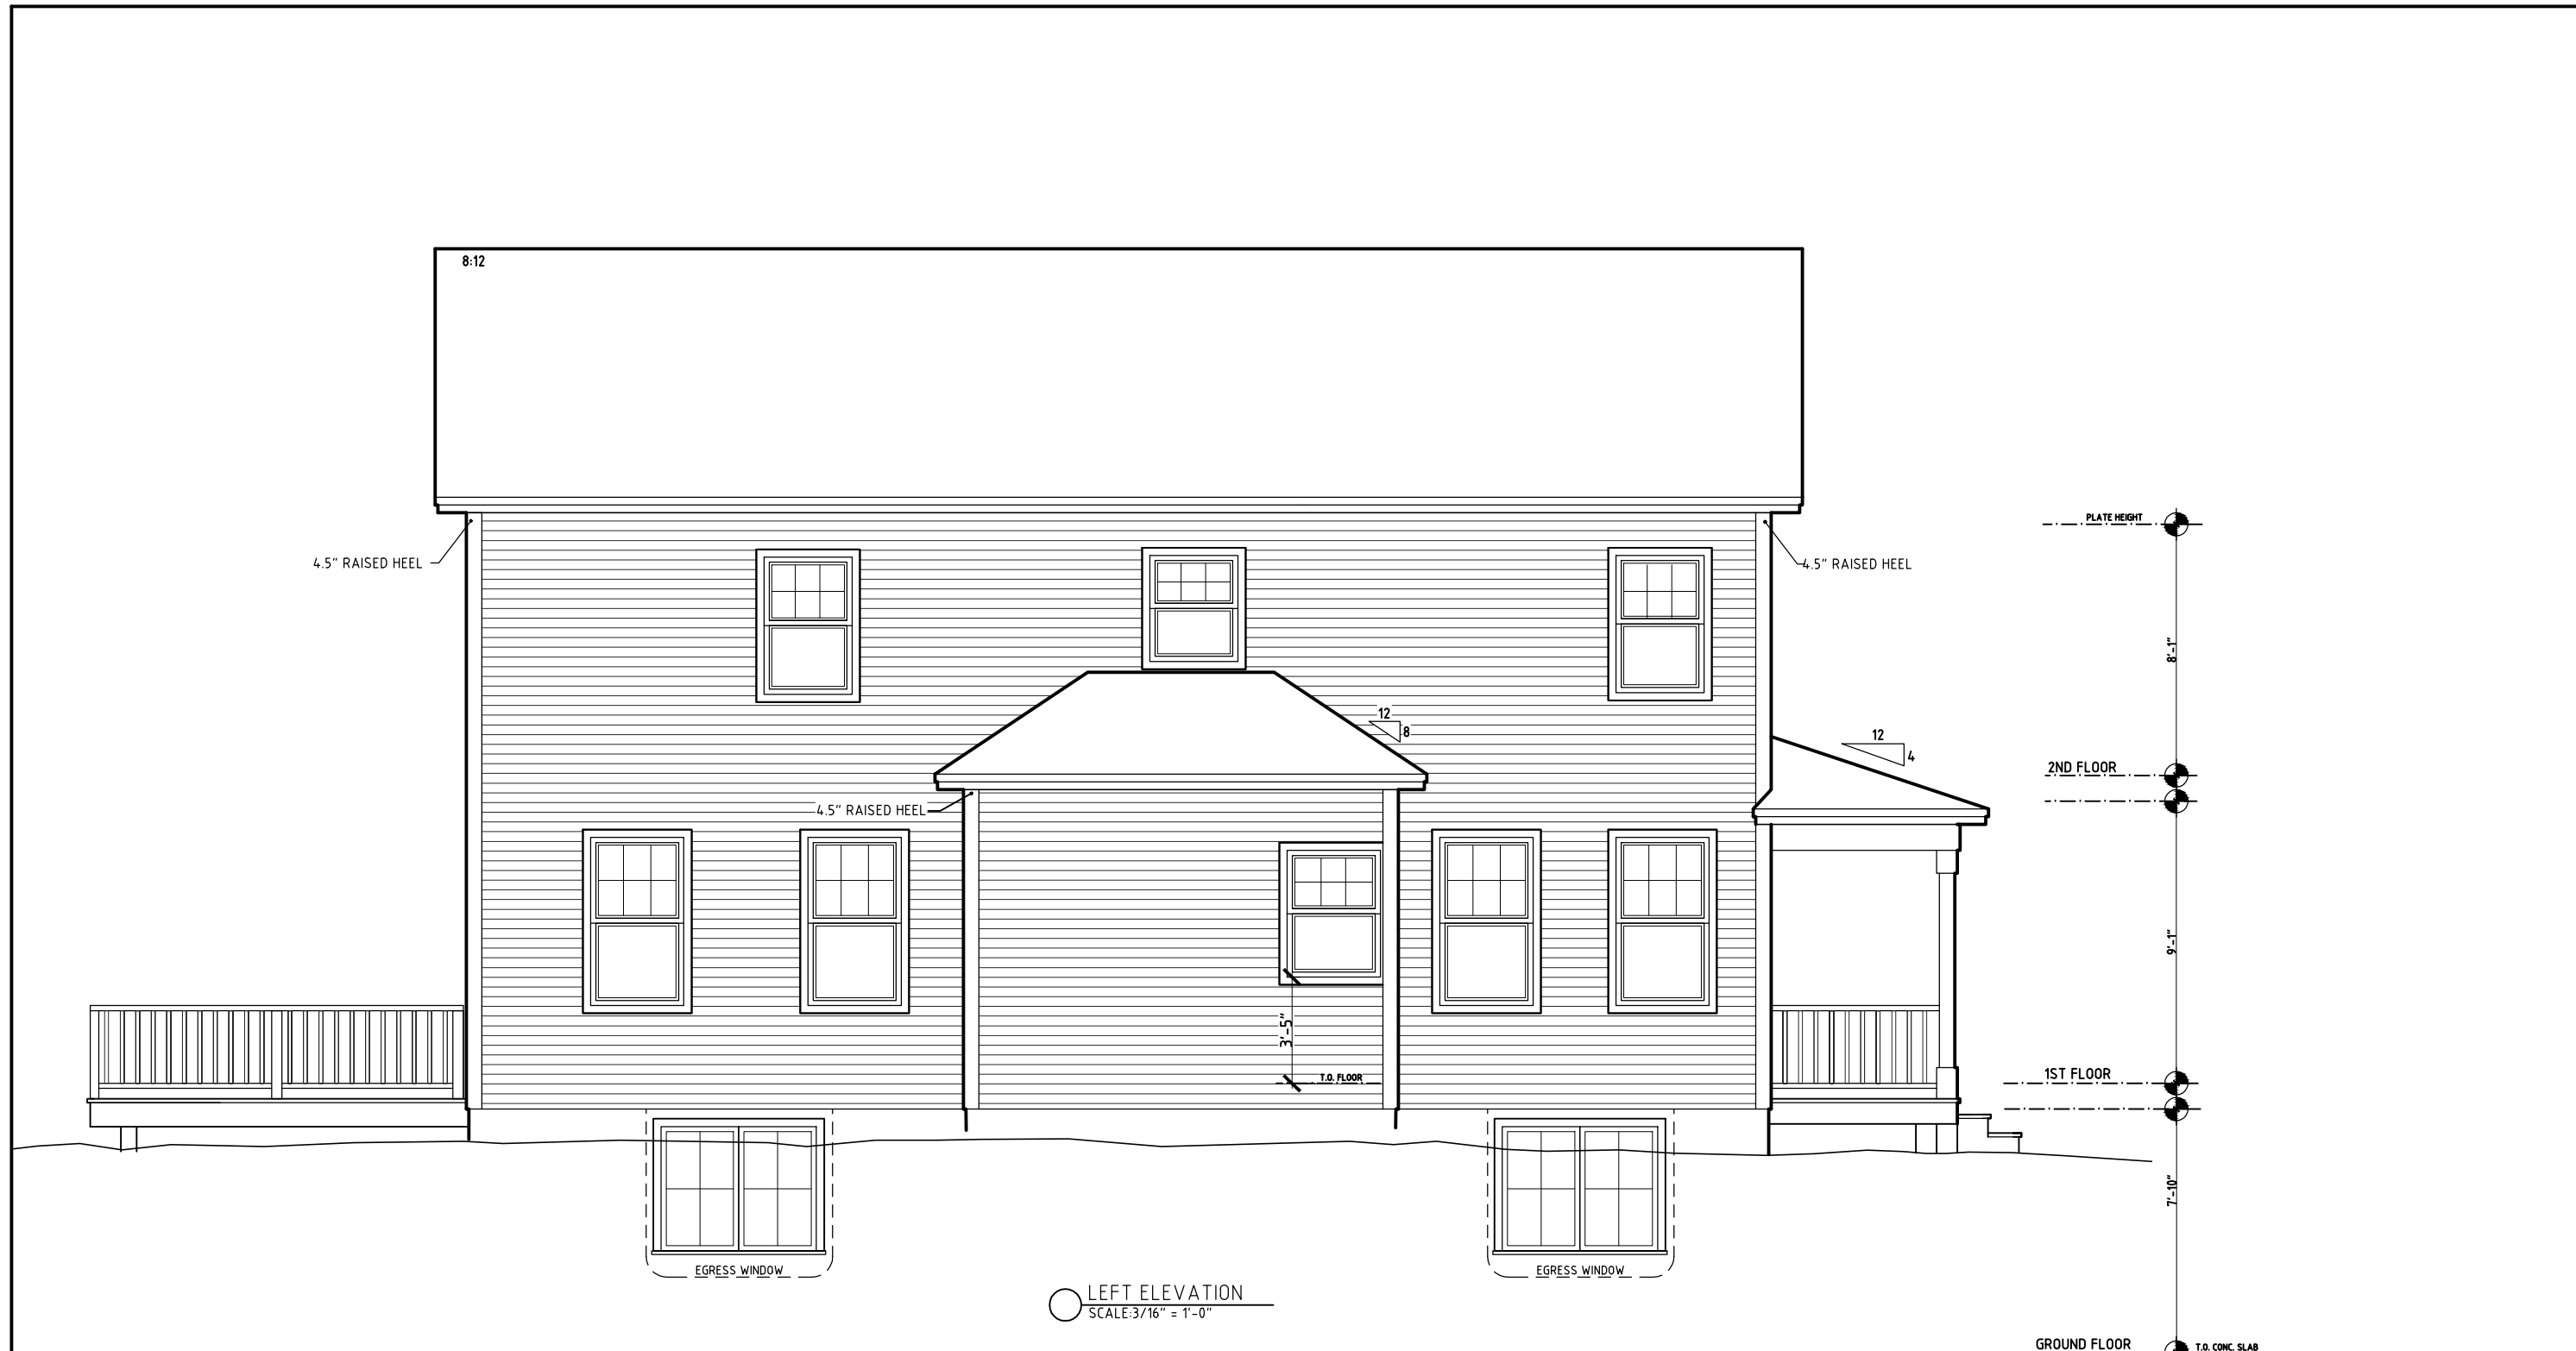 8:12
PLATE HEIGHT
4.5" RAISED HEEL
4.5" RAISED HEEL
8'-1"
12
8
12
4
2ND FLOOR
4.5" RAISED HEEL
9'-1"
3'-5"
T.O. FLOOR
1ST FLOOR
7'-10"
EGRESS WINDOW
EGRESS WINDOW
LEFT ELEVATION
SCALE:3/16" = 1'-0"
GROUND FLOOR
T.O. CONC. SLAB